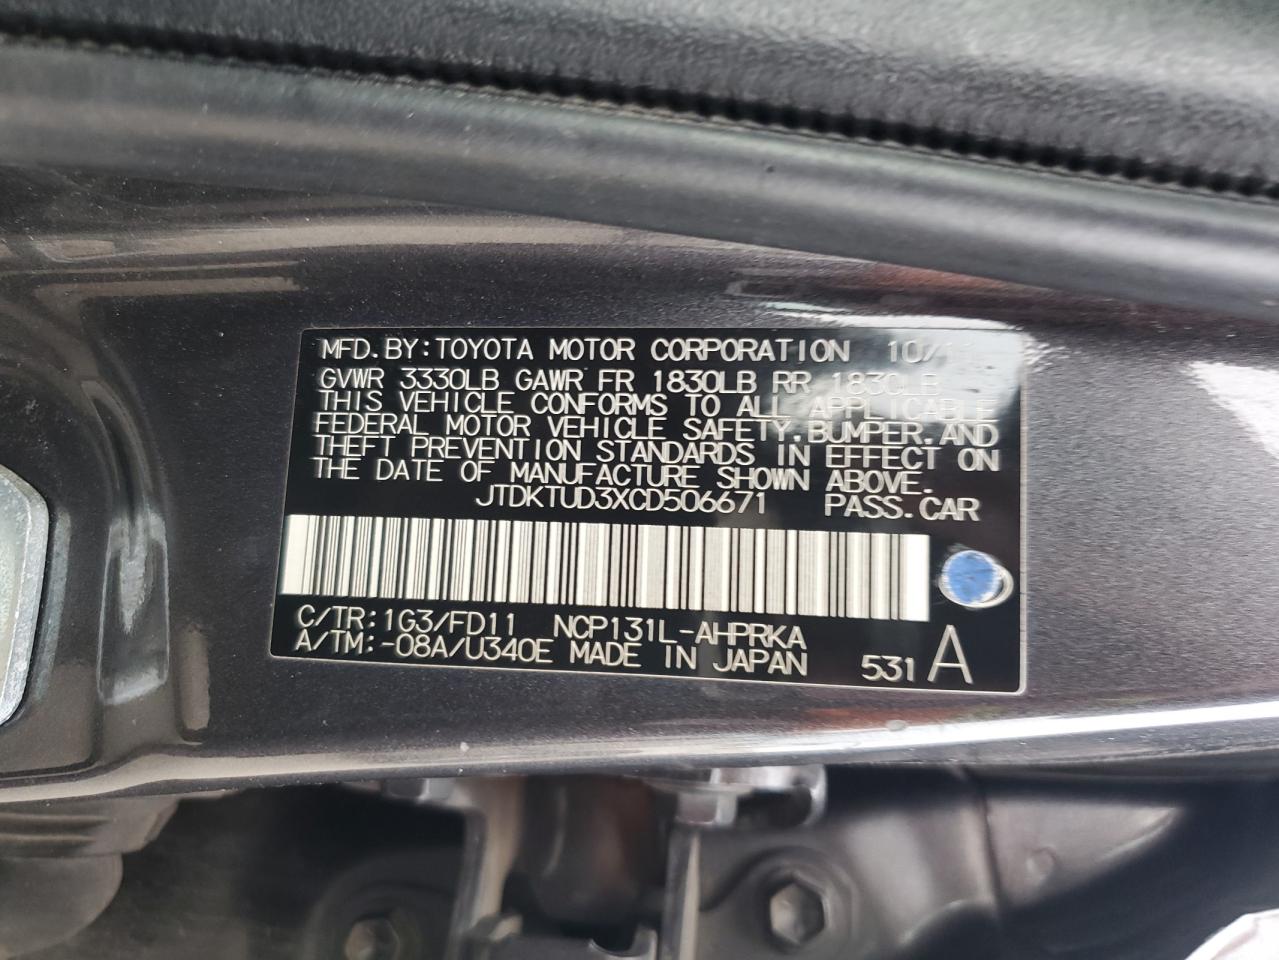 MFD.BY:TOYOTA MOTOR CORPORATION 10/11
GVWR 3330LB GAWR FR 1830LB RR 1830LB
THIS VEHICLE CONFORMS TO ALL APPLICABLE
FEDERAL MOTOR VEHICLE SAFETY,BUMPER,AND
THEFT PREVENTION STANDARDS IN EFFECT ON
THE DATE OF MANUFACTURE SHOWN ABOVE.
JTDKTUD3XCD506671 PASS.CAR
C/TR:1G3/FD11 NCP131L-AHPRKA
A/TM:-08A/U340E MADE IN JAPAN 531 A